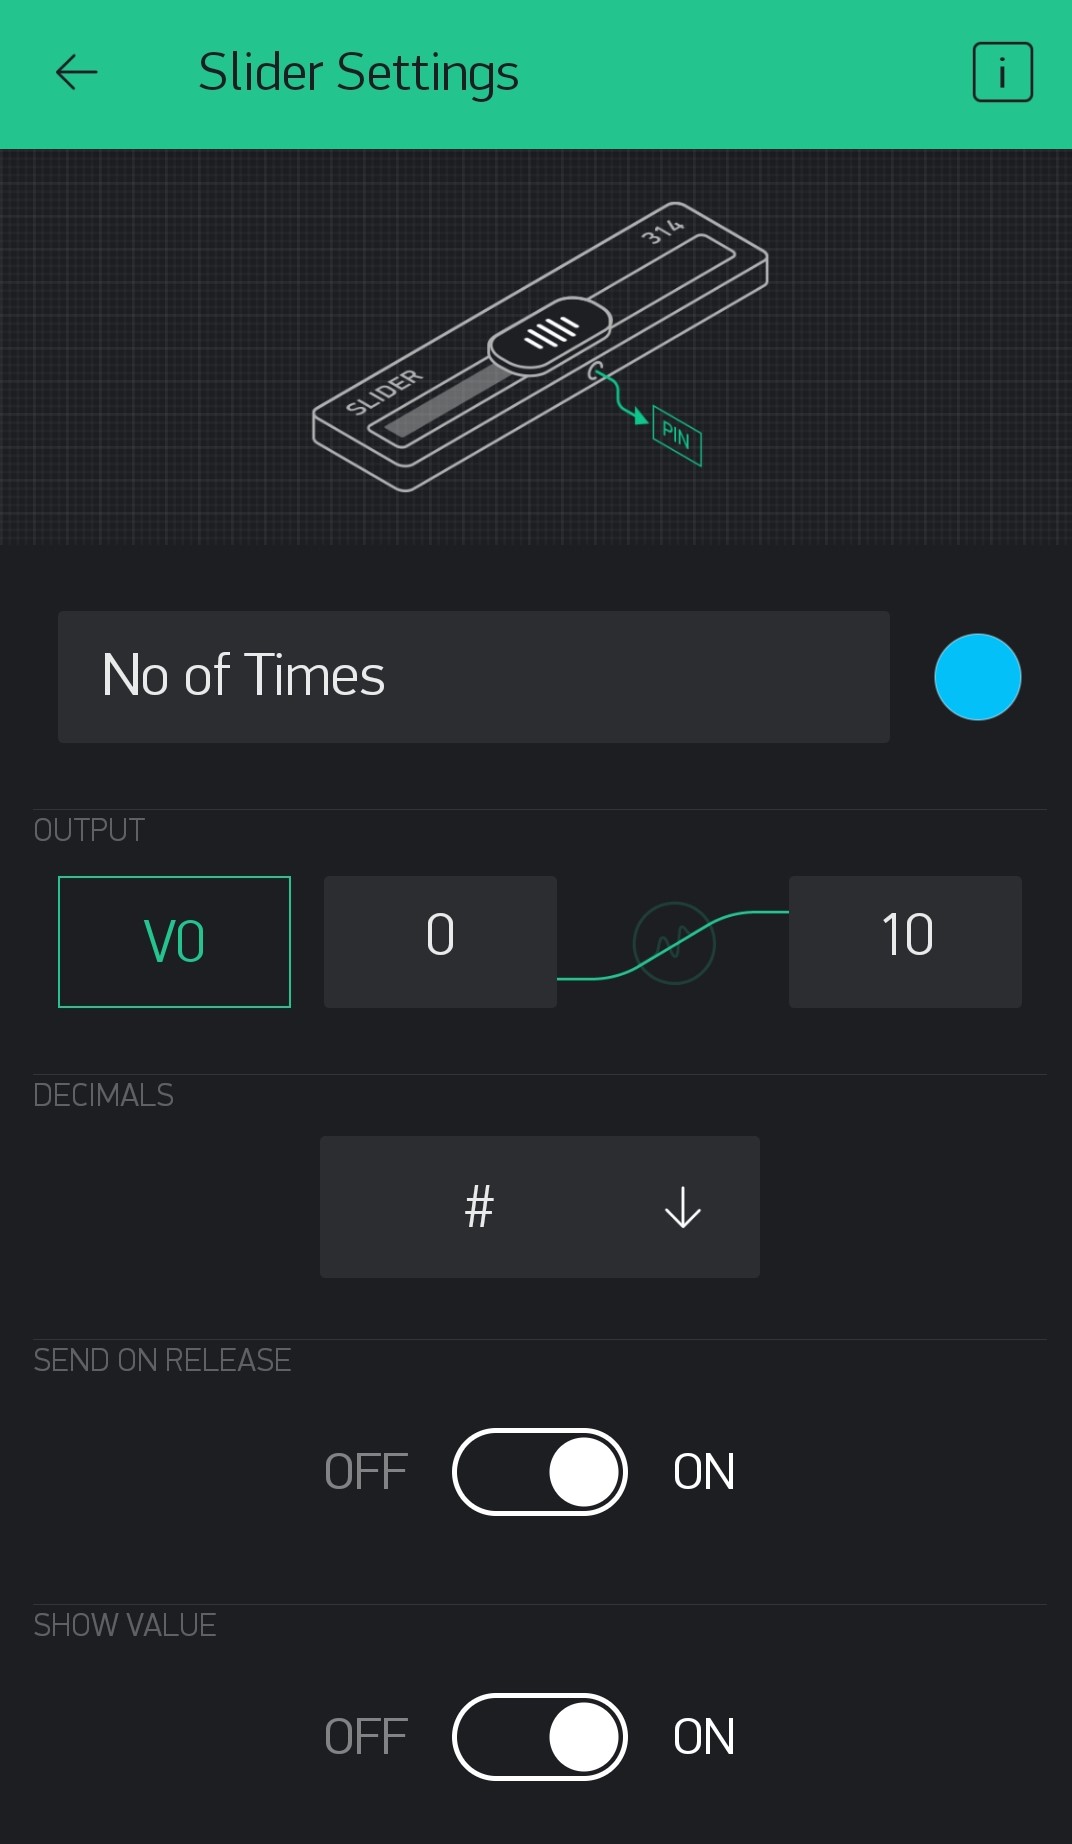 Slider Settings
i
314
SLIDER
PIN
No of Times
OUTPUT
V0 0 10
DECIMALS
#
SEND ON RELEASE
OFF ON
SHOW VALUE
OFF ON